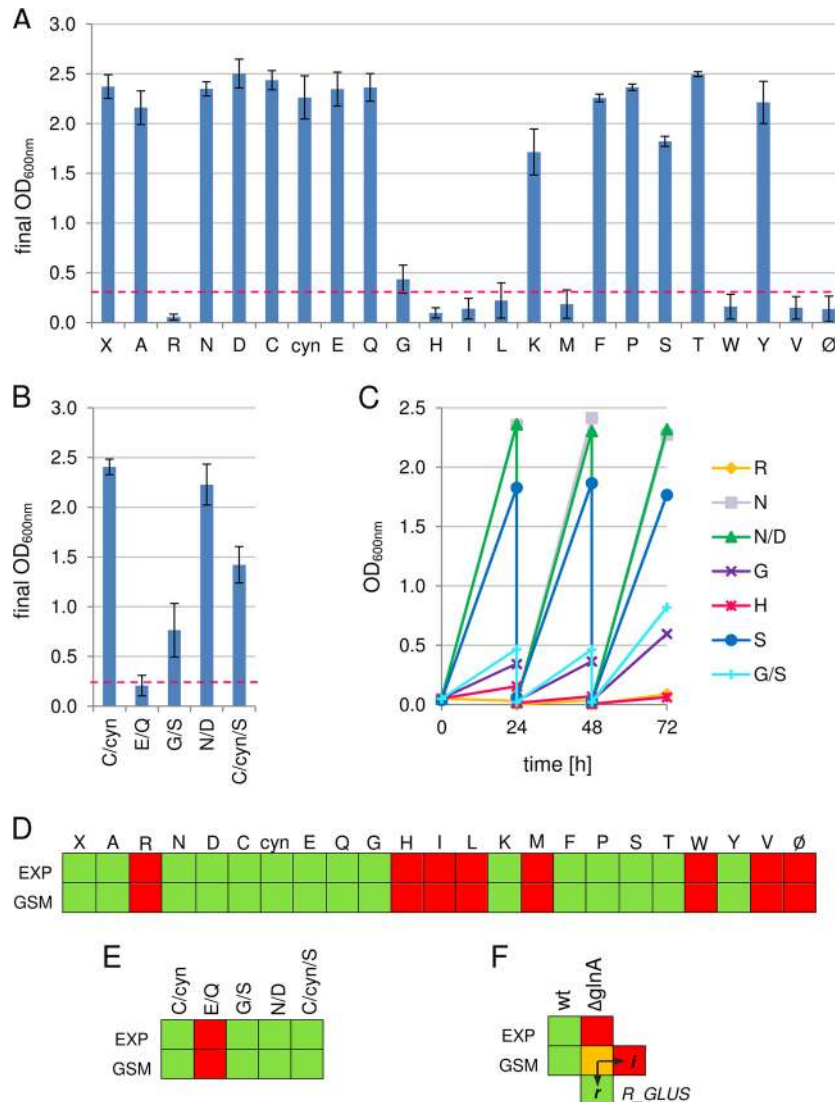 A
final OD600nm
3.0
2.5
2.0
1.5
1.0
0.5
0.0
X A R N D C cyn E Q G H I L K M F P S T W Y V Ø
B
final OD600nm
3.0
2.5
2.0
1.5
1.0
0.5
0.0
C/cyn
E/Q
G/S
N/D
C/cyn/S
C
OD600nm
2.5
2.0
1.5
1.0
0.5
0.0
0 24 48 72
time [h]
R
N
N/D
G
H
S
G/S
D
X A R N D C cyn E Q G H I L K M F P S T W Y V Ø
EXP
GSM
E
C/cyn
E/Q
G/S
N/D
C/cyn/S
EXP
GSM
F
wt
ΔglnA
EXP
GSM
i
r
R_GLUS